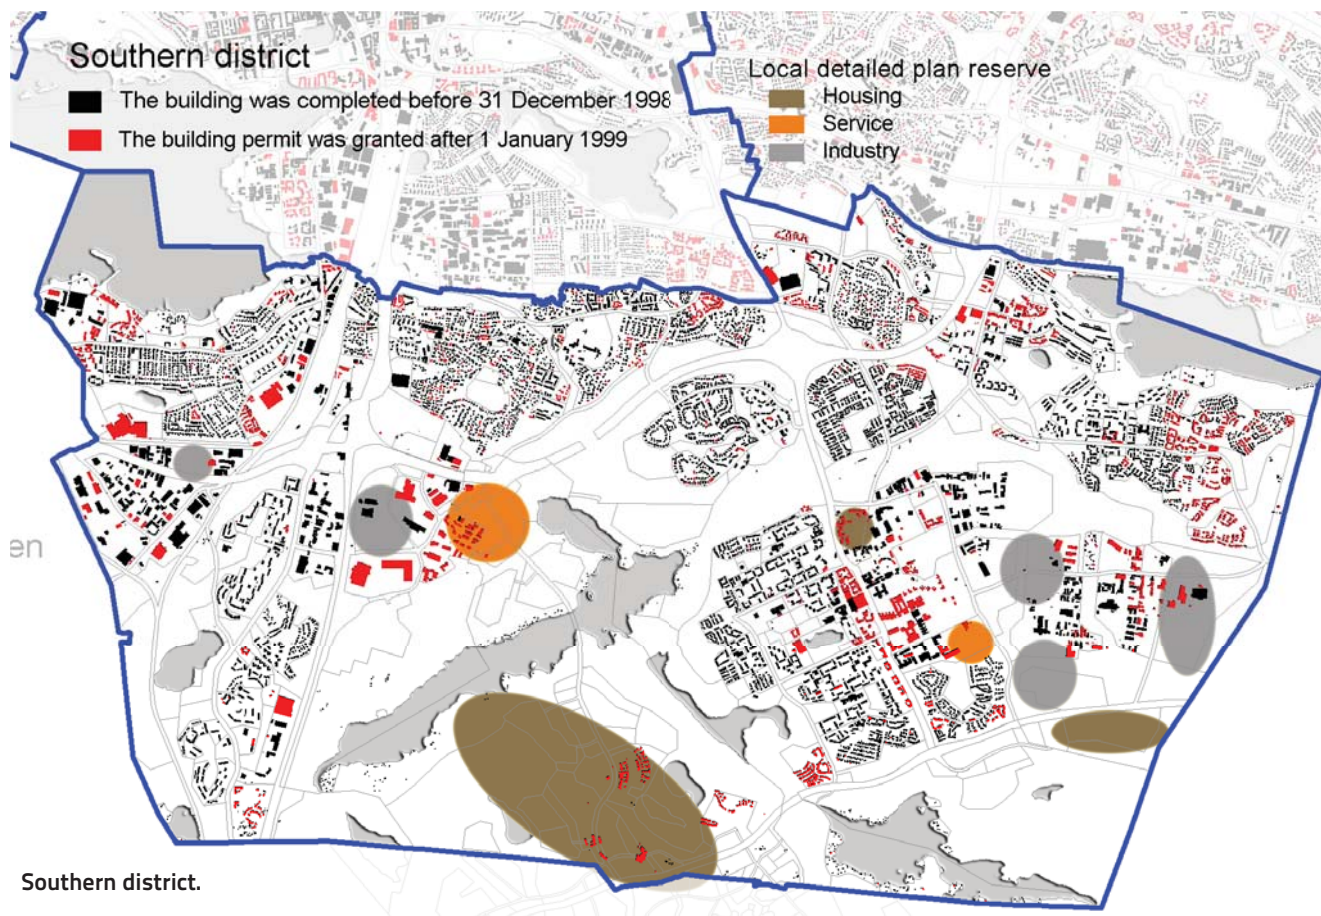 Southern district
The building was completed before 31 December 1998
The building permit was granted after 1 January 1999
Local detailed plan reserve
Housing
Service
Industry
en
Southern district.